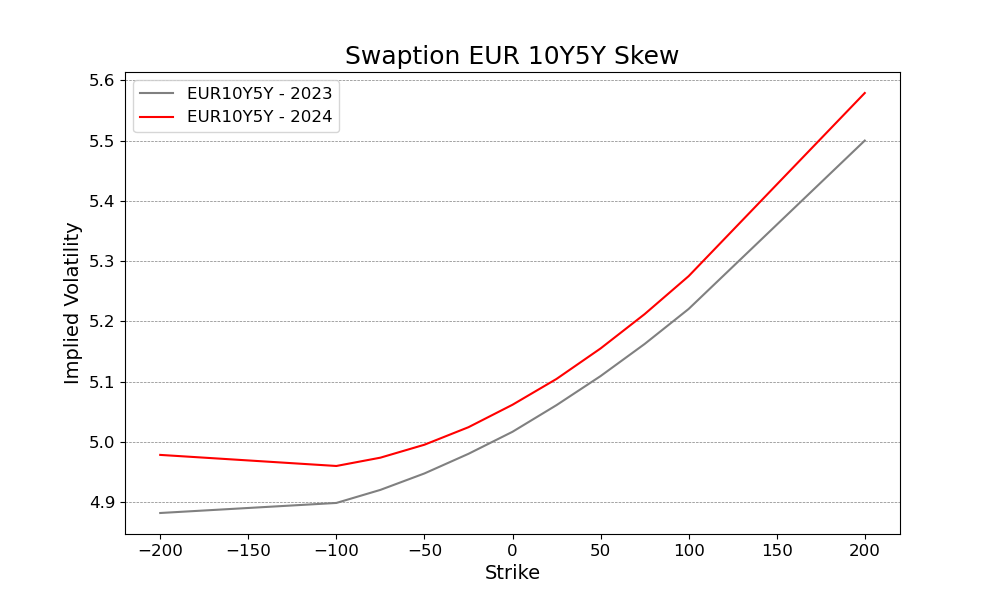 Swaption EUR 10Y5Y Skew
EUR10Y5Y - 2023
EUR10Y5Y - 2024
Implied Volatility
5.6
5.5
5.4
5.3
5.2
5.1
5.0
4.9
−200 −150 −100 −50 0 50 100 150 200
Strike